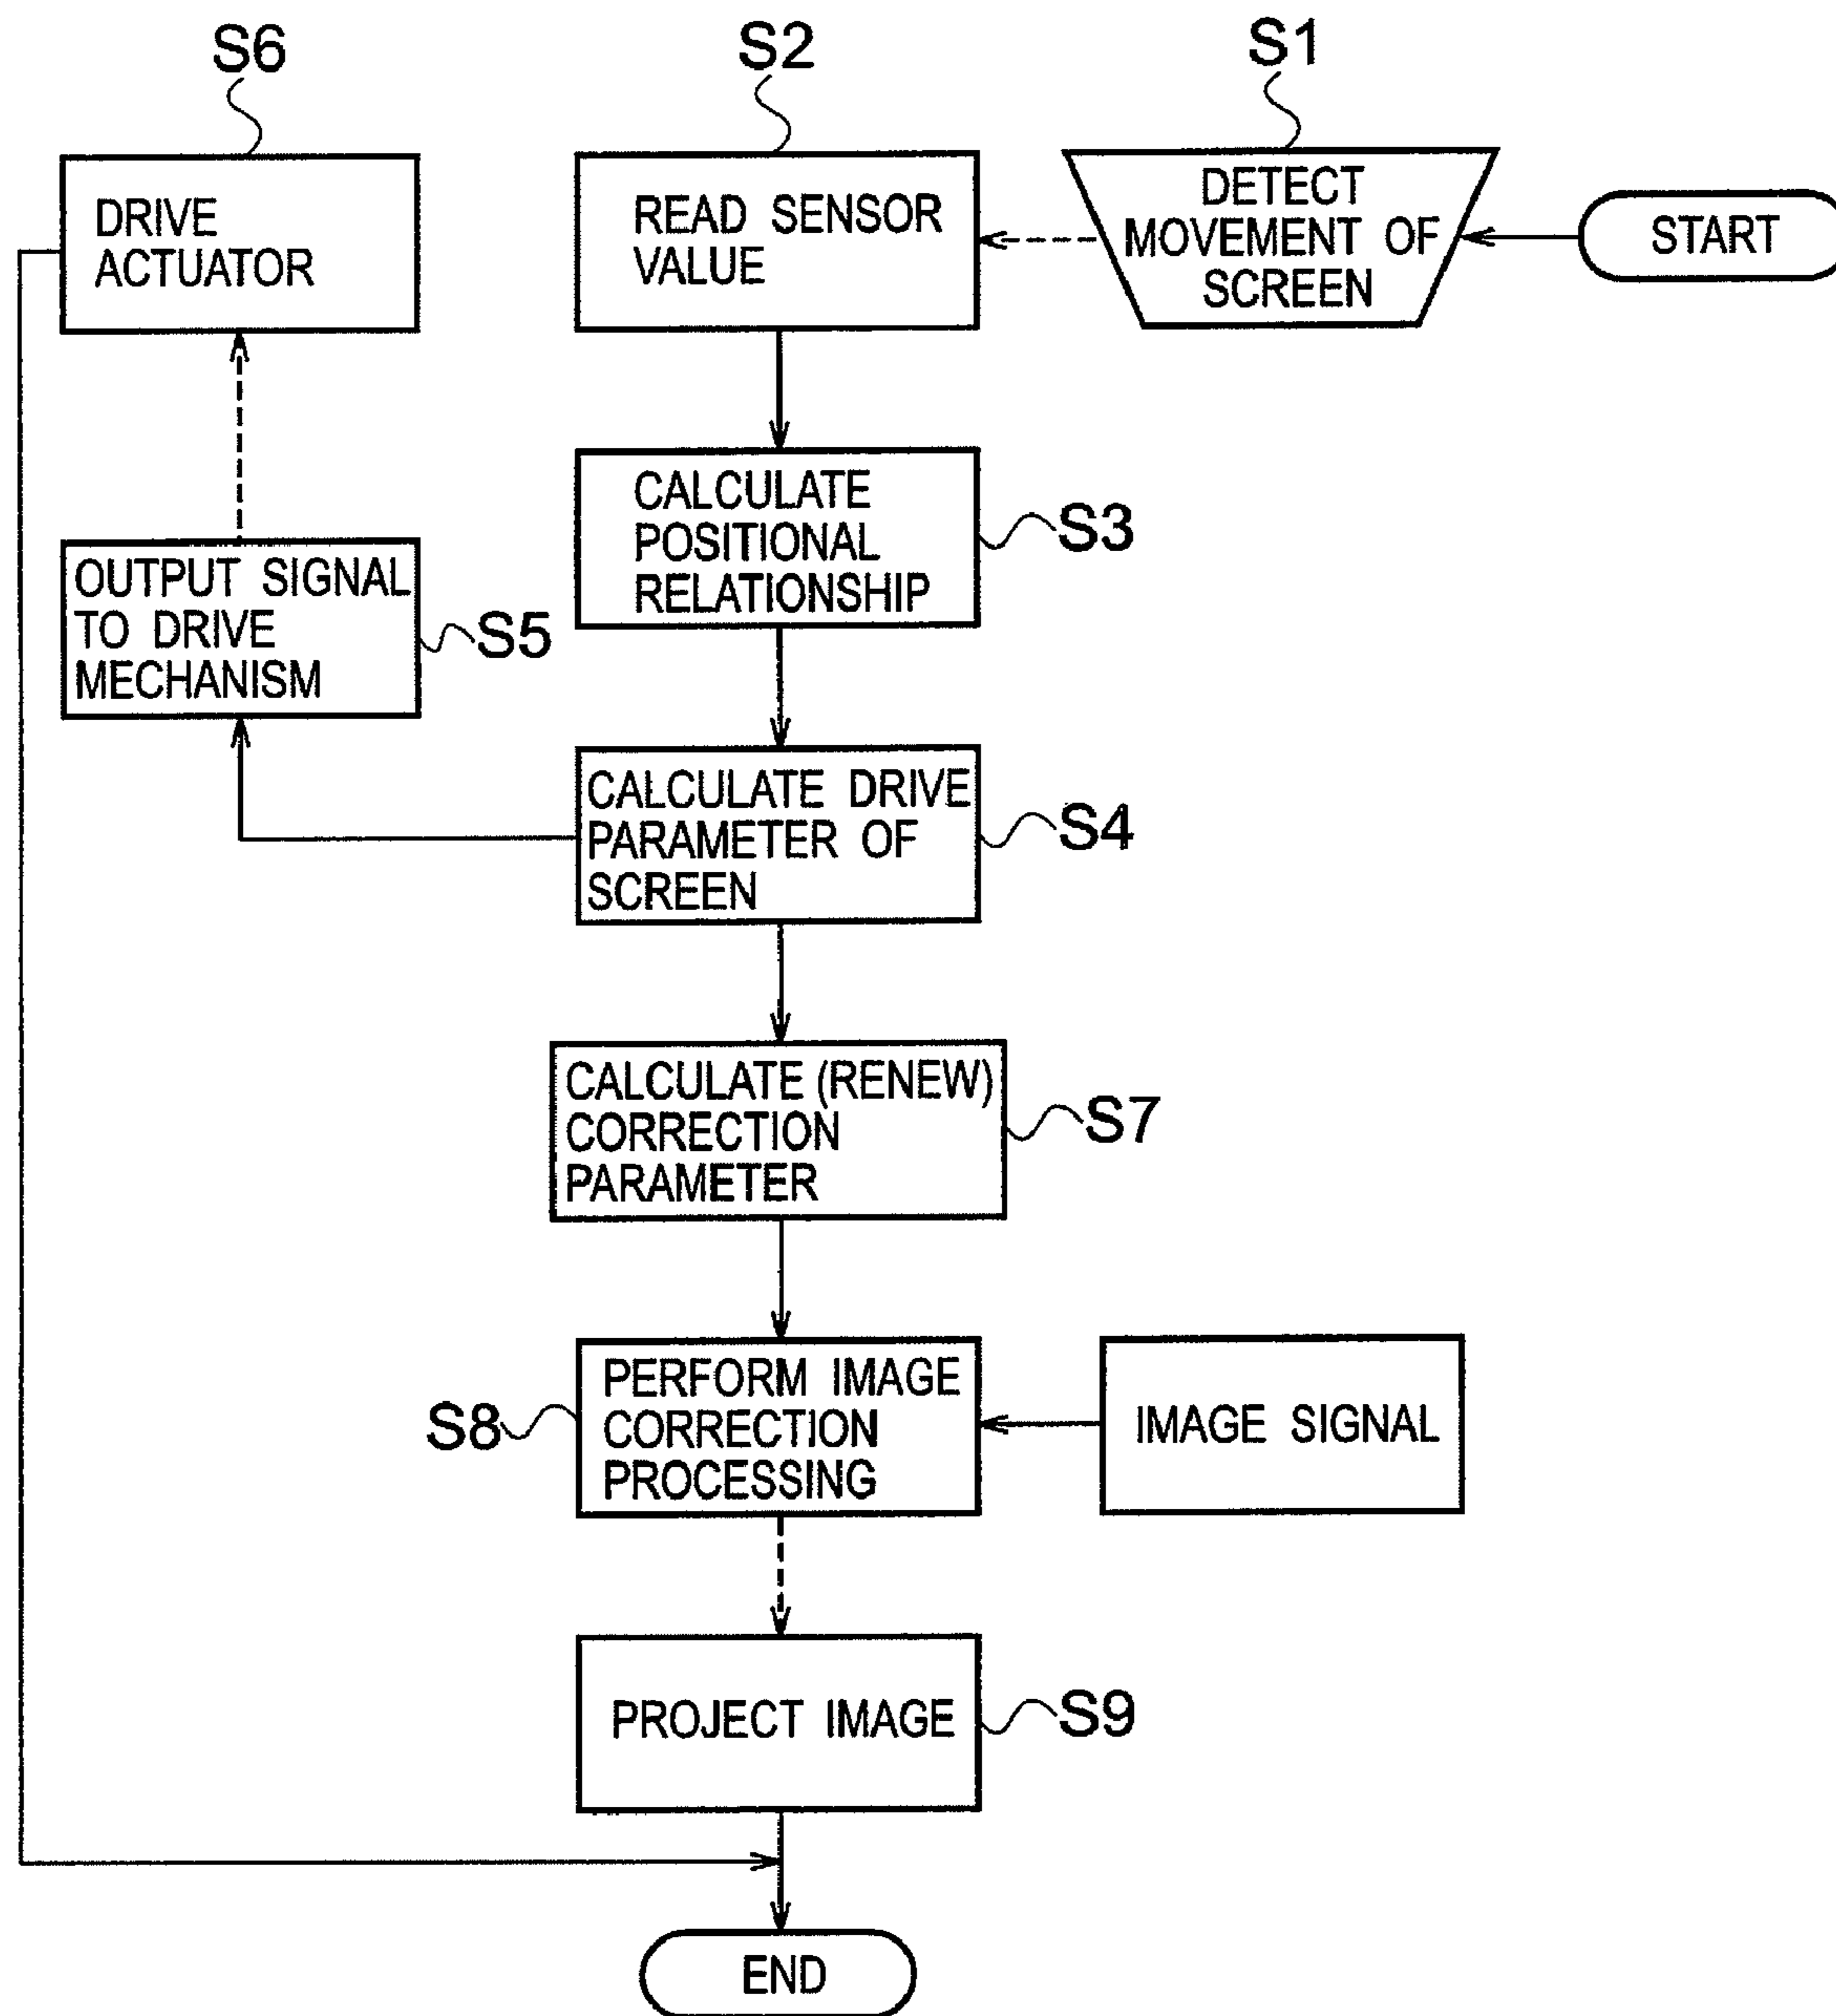 S6
S2
S1
DRIVE
ACTUATOR
READ SENSOR
VALUE
DETECT
MOVEMENT OF
SCREEN
START
CALCULATE
POSITIONAL
RELATIONSHIP
S3
OUTPUT SIGNAL
TO DRIVE
MECHANISM
S5
CALCULATE DRIVE
PARAMETER OF
SCREEN
S4
CALCULATE (RENEW)
CORRECTION
PARAMETER
S7
S8
PERFORM IMAGE
CORRECTION
PROCESSING
IMAGE SIGNAL
PROJECT IMAGE
S9
END